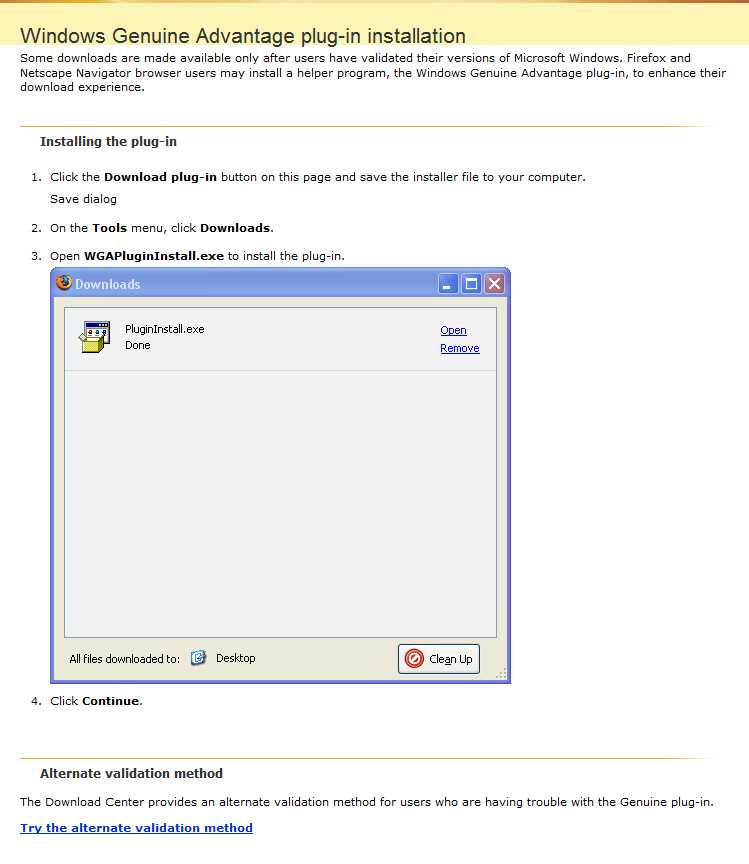 Windows Genuine Advantage plug-in installation
Some downloads are made available only after users have validated their versions of Microsoft Windows. Firefox and
Netscape Navigator browser users may install a helper program, the Windows Genuine Advantage plug-in, to enhance their
download experience.
Installing the plug-in
1. Click the Download plug-in button on this page and save the installer file to your computer.
Save dialog
2. On the Tools menu, click Downloads.
3. Open WGAPluginInstall.exe to install the plug-in.
Downloads
PluginInstall.exe Open
Done Remove
All files downloaded to: Desktop Clean Up
4. Click Continue.
Alternate validation method
The Download Center provides an alternate validation method for users who are having trouble with the Genuine plug-in.
Try the alternate validation method